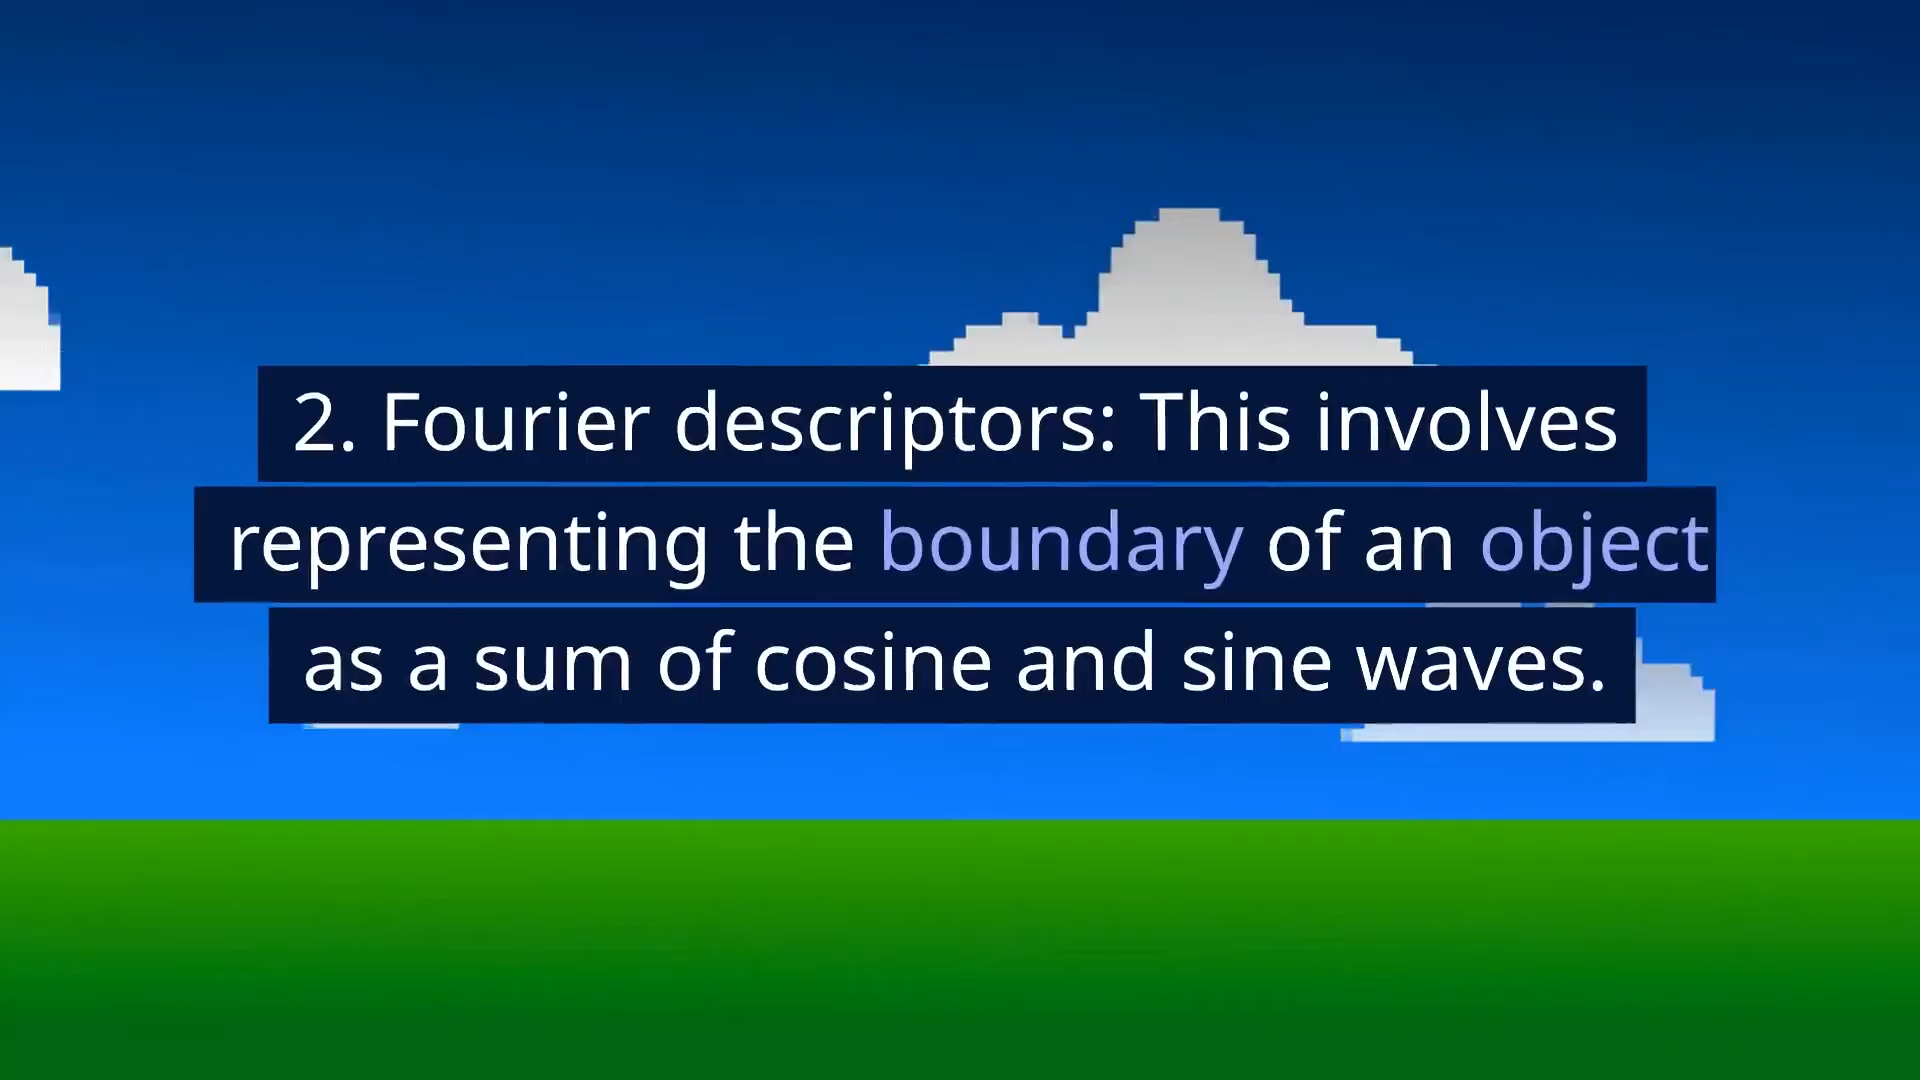 2. Fourier descriptors: This involves
representing the boundary of an object
as a sum of cosine and sine waves.